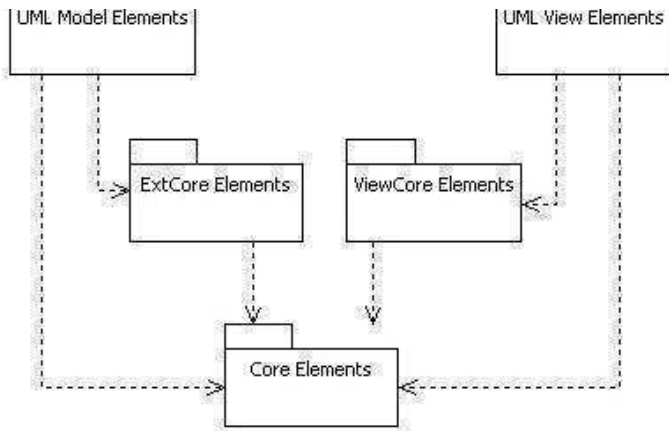 UML Model Elements
UML View Elements
ExtCore Elements
ViewCore Elements
Core Elements